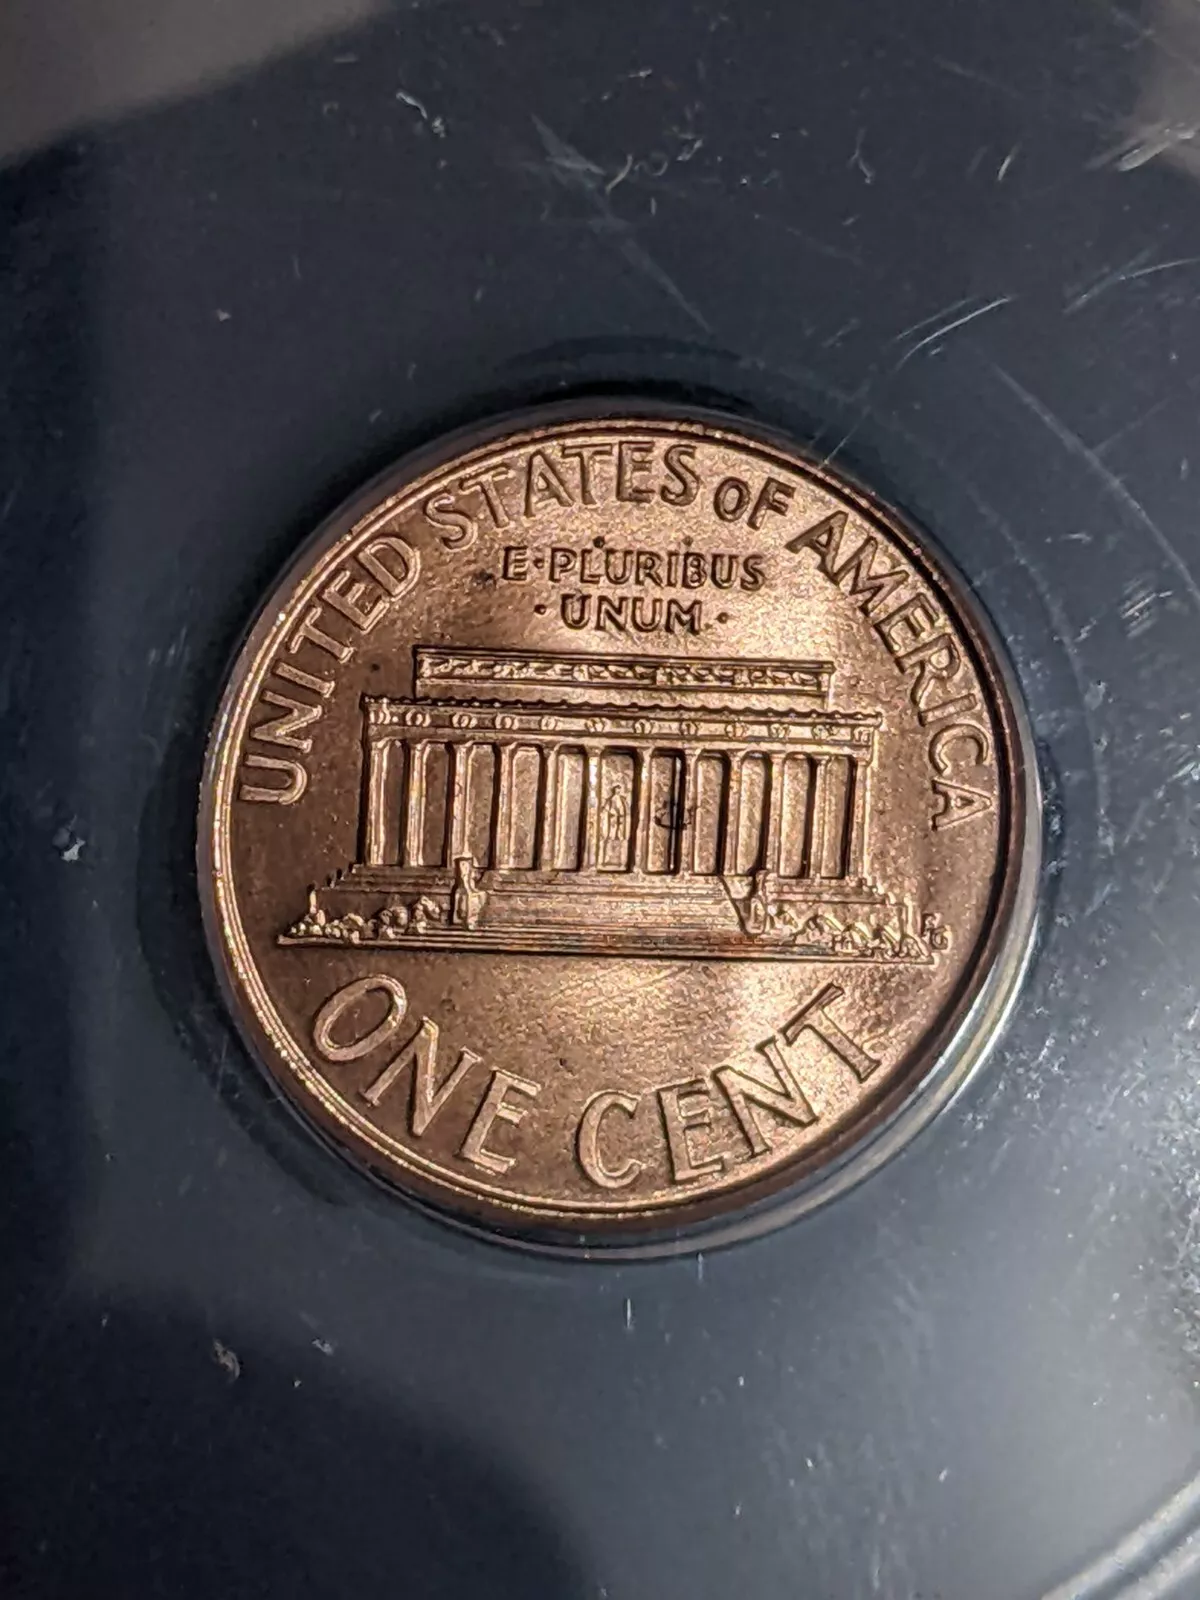 UNITED STATES OF AMERICA
E·PLURIBUS
·UNUM·
FG
ONE CENT